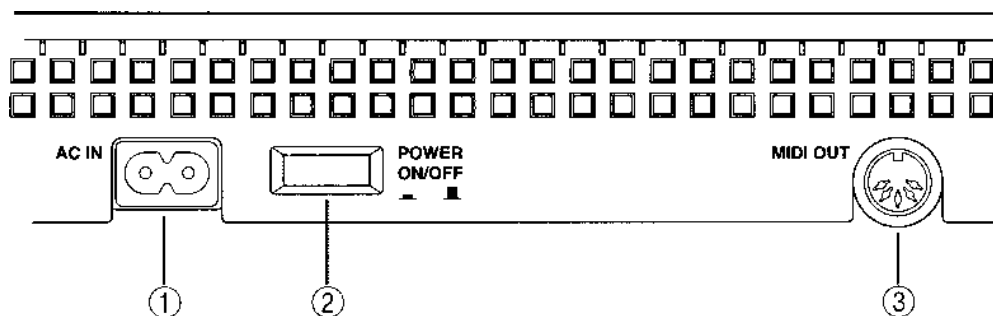 AC IN
POWER
ON/OFF
MIDI OUT
① ② ③